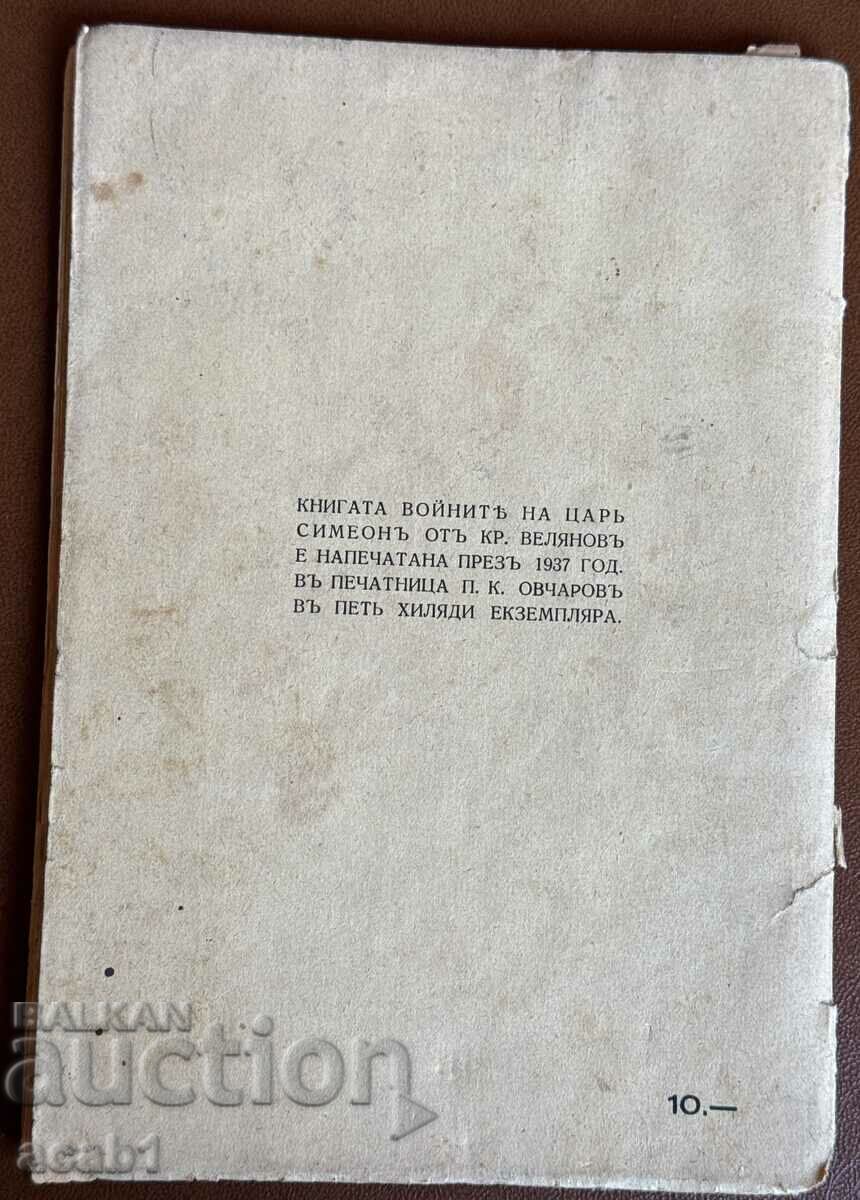 КНИГАТА ВОЙНИТѢ НА ЦАРЬ
СИМЕОНЪ ОТЪ КР. ВЕЛЯНОВЪ
Е НАПЕЧАТАНА ПРЕЗЪ 1937 ГОД.
ВЪ ПЕЧАТНИЦА П. К. ОВЧАРОВЪ
ВЪ ПЕТЬ ХИЛЯДИ ЕКЗЕМПЛЯРА.
BALKAN
auction
10.—
acab1